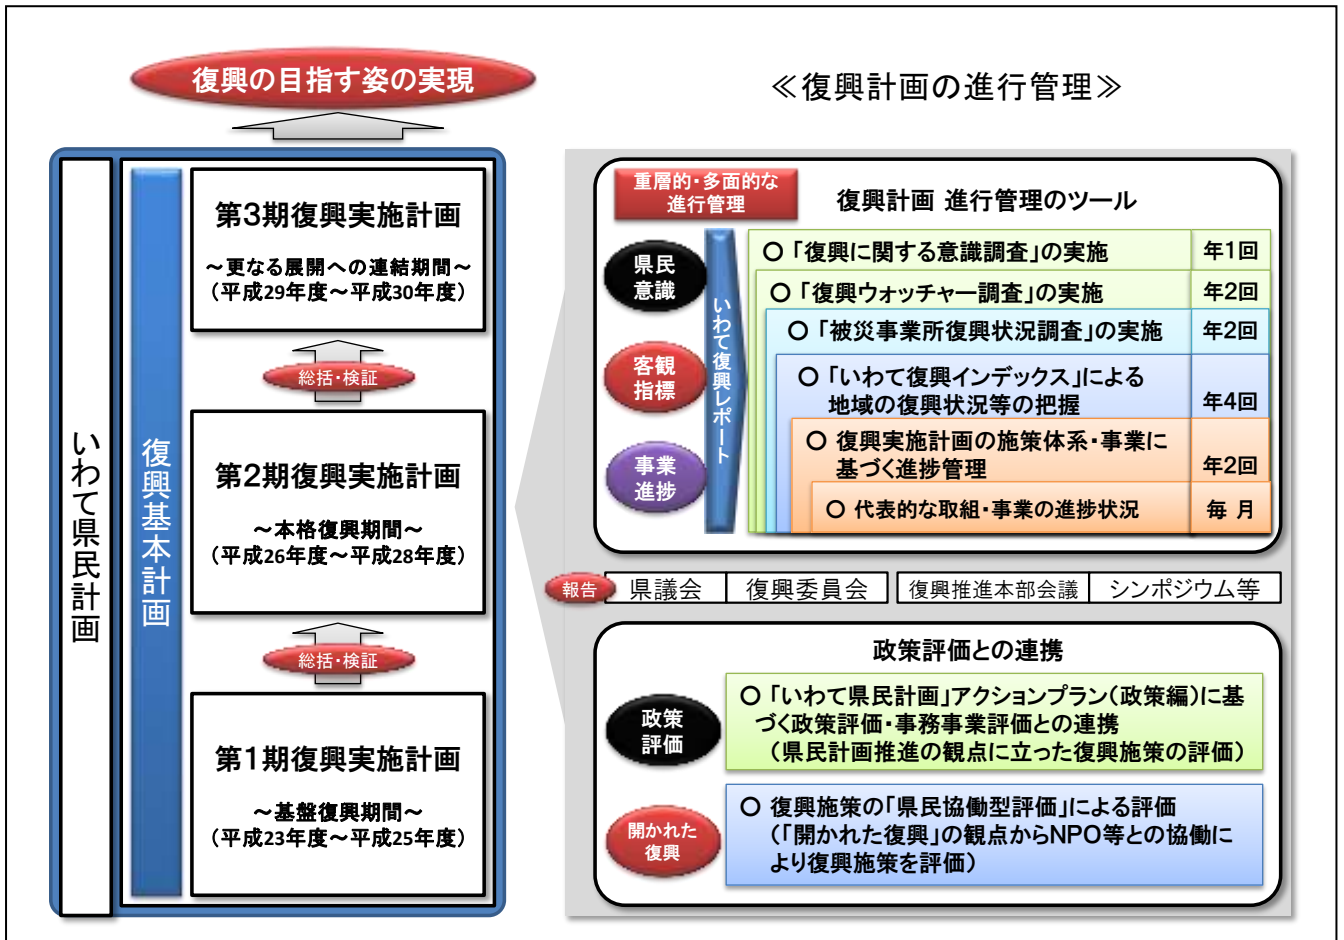 復興の目指す姿の実現
≪復興計画の進行管理≫
いわて県民計画
復興基本計画
第3期復興実施計画
～更なる展開への連結期間～
（平成29年度～平成30年度）
総括・検証
第2期復興実施計画
～本格復興期間～
（平成26年度～平成28年度）
総括・検証
第1期復興実施計画
～基盤復興期間～
（平成23年度～平成25年度）
重層的・多面的な
進行管理
復興計画 進行管理のツール
県民
意識
客観
指標
事業
進捗
いわて復興レポート
○「復興に関する意識調査」の実施 年1回
○「復興ウォッチャー調査」の実施 年2回
○「被災事業所復興状況調査」の実施 年2回
○「いわて復興インデックス」による
地域の復興状況等の把握 年4回
○ 復興実施計画の施策体系・事業に
基づく進捗管理 年2回
○ 代表的な取組・事業の進捗状況 毎 月
報告 県議会 復興委員会 復興推進本部会議 シンポジウム等
政策評価との連携
政策
評価
○「いわて県民計画」アクションプラン（政策編）に基
づく政策評価・事務事業評価との連携
（県民計画推進の観点に立った復興施策の評価）
開かれた
復興
○ 復興施策の「県民協働型評価」による評価
（「開かれた復興」の観点からNPO等との協働に
より復興施策を評価）